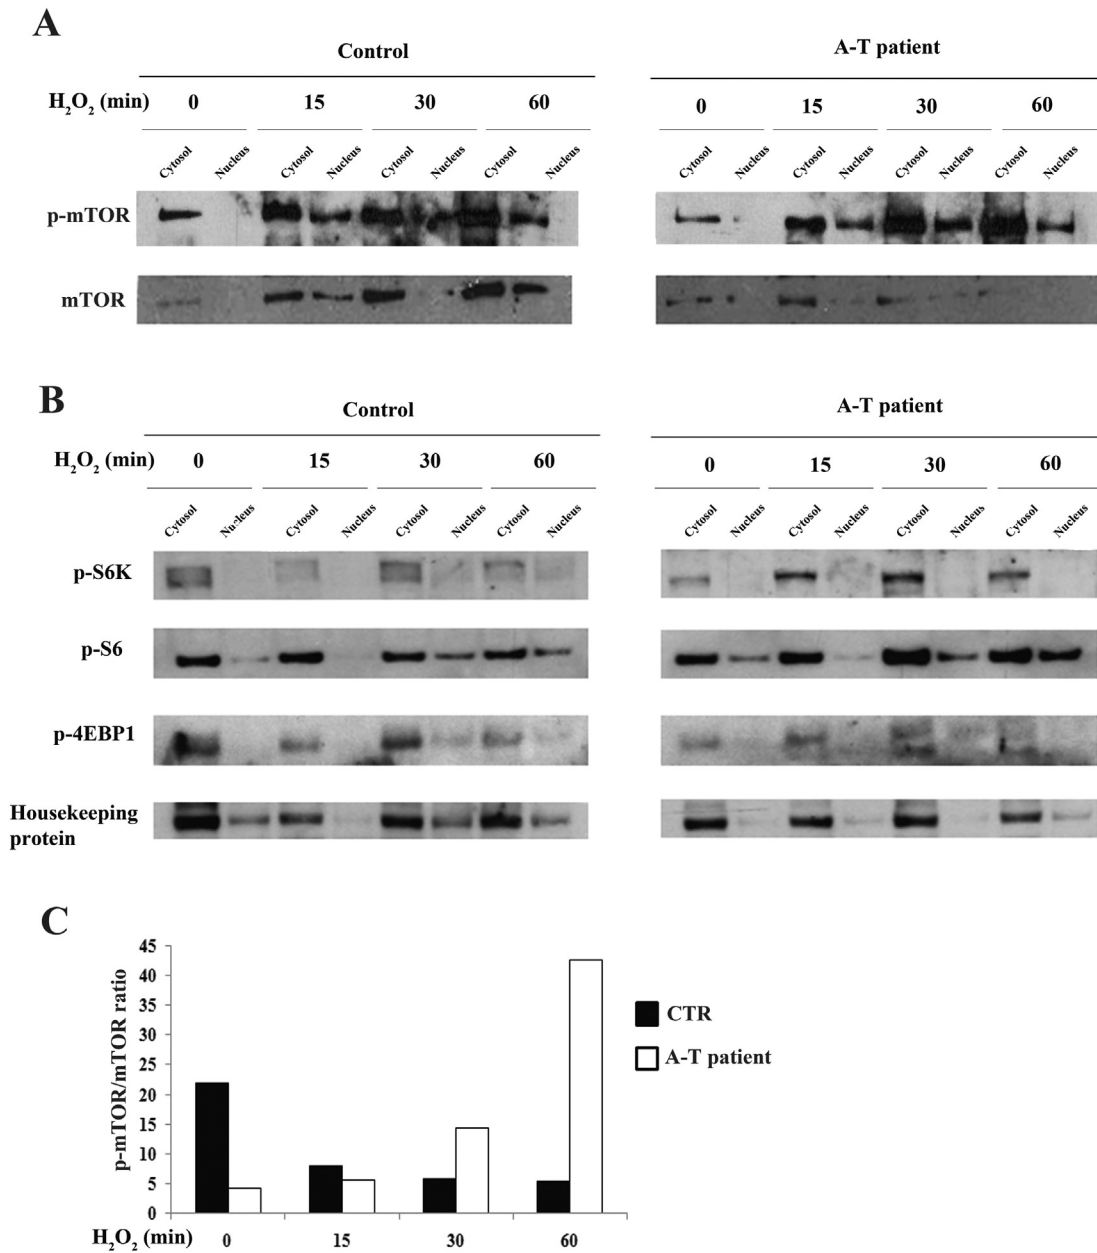 A
Control
A-T patient
H2O2 (min) 0 15 30 60 0 15 30 60
Cytosol Nucleus Cytosol Nucleus Cytosol Nucleus Cytosol Nucleus Cytosol Nucleus Cytosol Nucleus Cytosol Nucleus Cytosol Nucleus
p-mTOR
mTOR
B
Control
A-T patient
H2O2 (min) 0 15 30 60 0 15 30 60
Cytosol Nucleus Cytosol Nucleus Cytosol Nucleus Cytosol Nucleus Cytosol Nucleus Cytosol Nucleus Cytosol Nucleus Cytosol Nucleus
p-S6K
p-S6
p-4EBP1
Housekeeping
protein
C
p-mTOR/mTOR ratio
45
40
35
30
25
20
15
10
5
0
CTR
A-T patient
H2O2 (min) 0 15 30 60